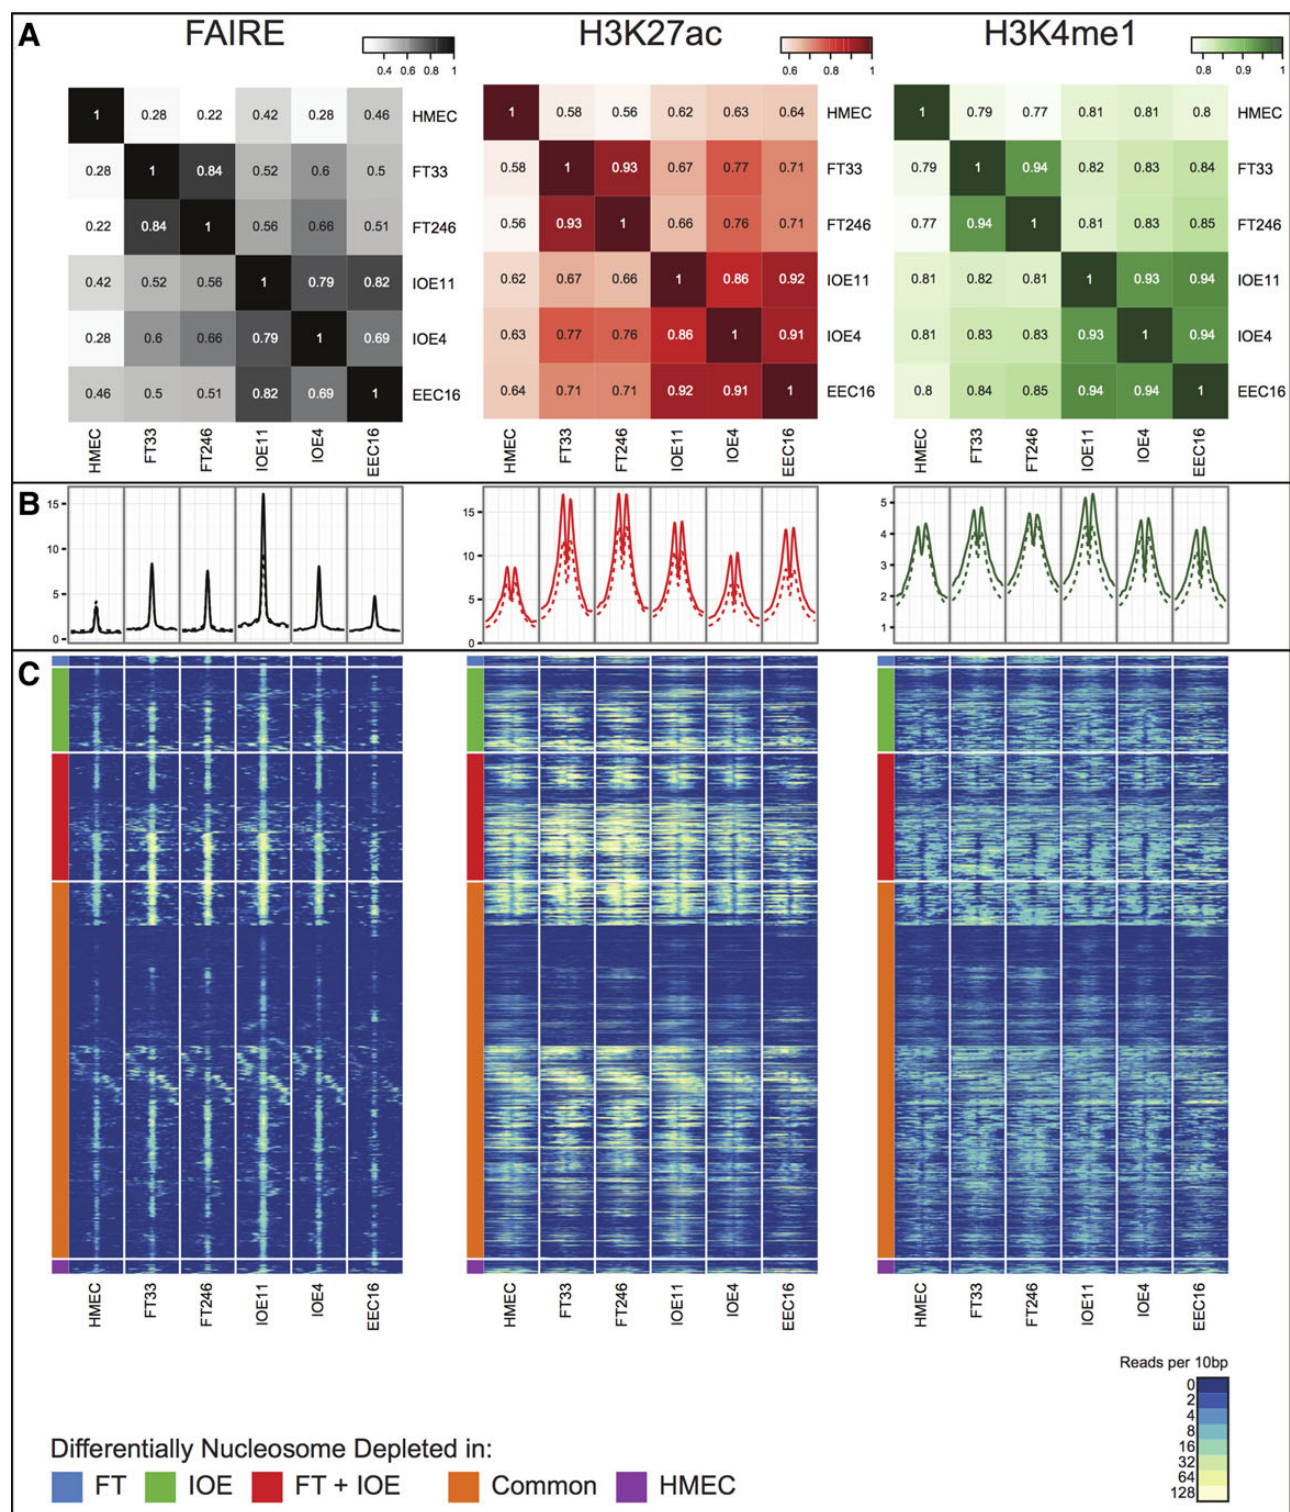 A
FAIRE H3K27ac H3K4me1
0.4 0.6 0.8 1 0.6 0.8 1 0.8 0.9 1
1 0.28 0.22 0.42 0.28 0.46 HMEC 1 0.58 0.56 0.62 0.63 0.64 HMEC 1 0.79 0.77 0.81 0.81 0.8 HMEC
0.28 1 0.84 0.52 0.6 0.5 FT33 0.58 1 0.93 0.67 0.77 0.71 FT33 0.79 1 0.94 0.82 0.83 0.84 FT33
0.22 0.84 1 0.56 0.66 0.51 FT246 0.56 0.93 1 0.66 0.76 0.71 FT246 0.77 0.94 1 0.81 0.83 0.85 FT246
0.42 0.52 0.56 1 0.79 0.82 IOE11 0.62 0.67 0.66 1 0.86 0.92 IOE11 0.81 0.82 0.81 1 0.93 0.94 IOE11
0.28 0.6 0.66 0.79 1 0.69 IOE4 0.63 0.77 0.76 0.86 1 0.91 IOE4 0.81 0.83 0.83 0.93 1 0.94 IOE4
0.46 0.5 0.51 0.82 0.69 1 EEC16 0.64 0.71 0.71 0.92 0.91 1 EEC16 0.8 0.84 0.85 0.94 0.94 1 EEC16
HMEC FT33 FT246 IOE11 IOE4 EEC16 HMEC FT33 FT246 IOE11 IOE4 EEC16 HMEC FT33 FT246 IOE11 IOE4 EEC16
B
15
10
5
0
15
10
5
0
5
4
3
2
1
C
HMEC FT33 FT246 IOE11 IOE4 EEC16 HMEC FT33 FT246 IOE11 IOE4 EEC16 HMEC FT33 FT246 IOE11 IOE4 EEC16
Reads per 10bp
0
2
4
8
16
32
64
128
Differentially Nucleosome Depleted in:
FT IOE FT + IOE Common HMEC